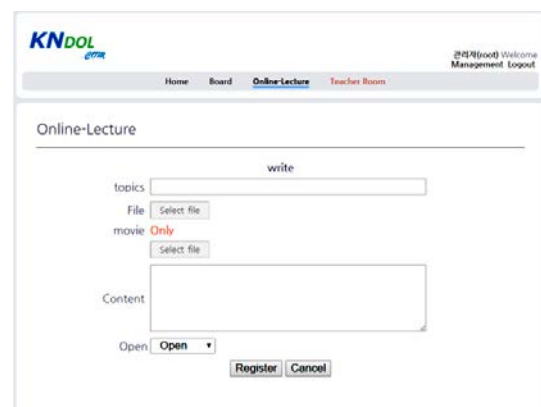 KNDOL
.com
관리자(root) Welcome
Management Logout
Home Board Online-Lecture Teacher Room
Online-Lecture
write
topics
File Select file
movie Only
Select file
Content
Open Open
Register Cancel